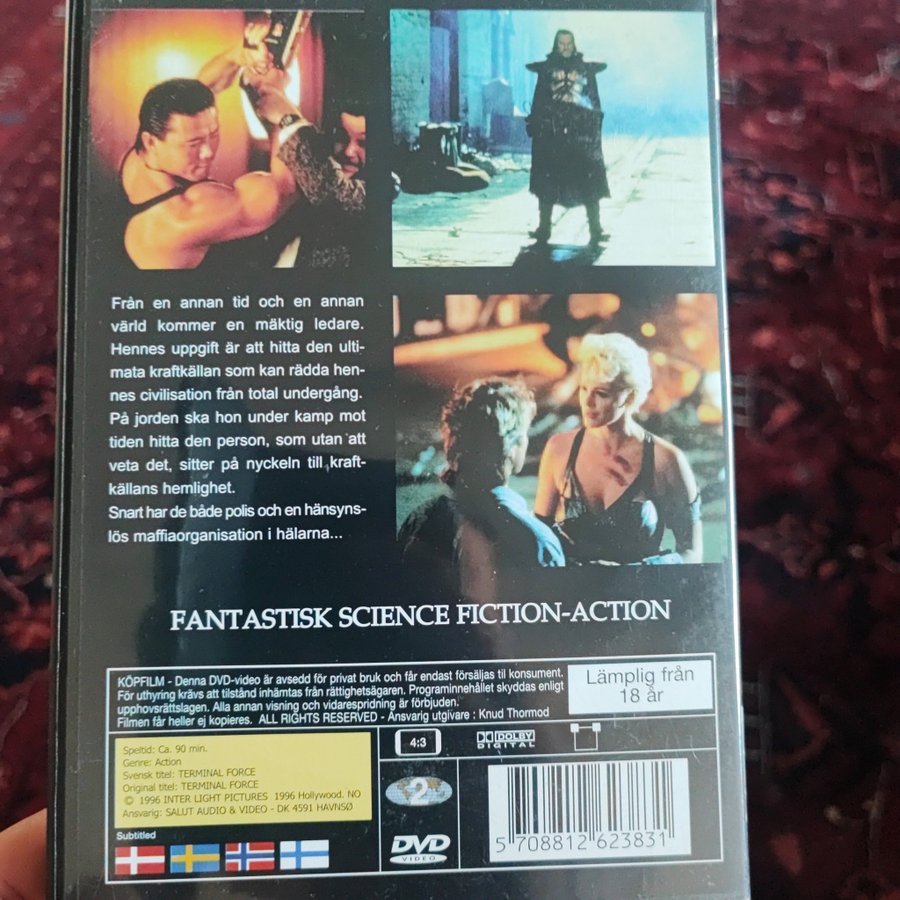 Från en annan tid och en annan
värld kommer en mäktig ledare.
Hennes uppgift är att hitta den ulti-
mata kraftkällan som kan rädda hen-
nes civilisation från total undergång.
På jorden ska hon under kamp mot
tiden hitta den person, som utan att
veta det, sitter på nyckeln till kraft-
källans hemlighet.
Snart har de både polis och en hänsyns-
lös maffiaorganisation i hälarna...
FANTASTISK SCIENCE FICTION-ACTION
KÖPFILM - Denna DVD-video är avsedd för privat bruk och får endast försäljas til konsument.
För uthyring krävs att tilstånd inhämtas från rättighetsägaren. Programinnehållet skyddas enligt
upphovsrättslagen. Alla annan visning och vidarespridning är förbjuden.
Filmen får heller ej kopieres. ALL RIGHTS RESERVED - Ansvarig utgivare : Knud Thormod
Lämplig från
18 år
Speltid: Ca. 90 min.
Genre: Action
Svensk titel: TERMINAL FORCE
Original titel: TERMINAL FORCE
© 1996 INTER LIGHT PICTURES 1996 Hollywood. NO
Ansvarig: SALUT AUDIO & VIDEO - DK 4591 HAVNSØ
Subtitled
4:3
DOLBY
DIGITAL
2
DVD
VIDEO
5 708812 623831